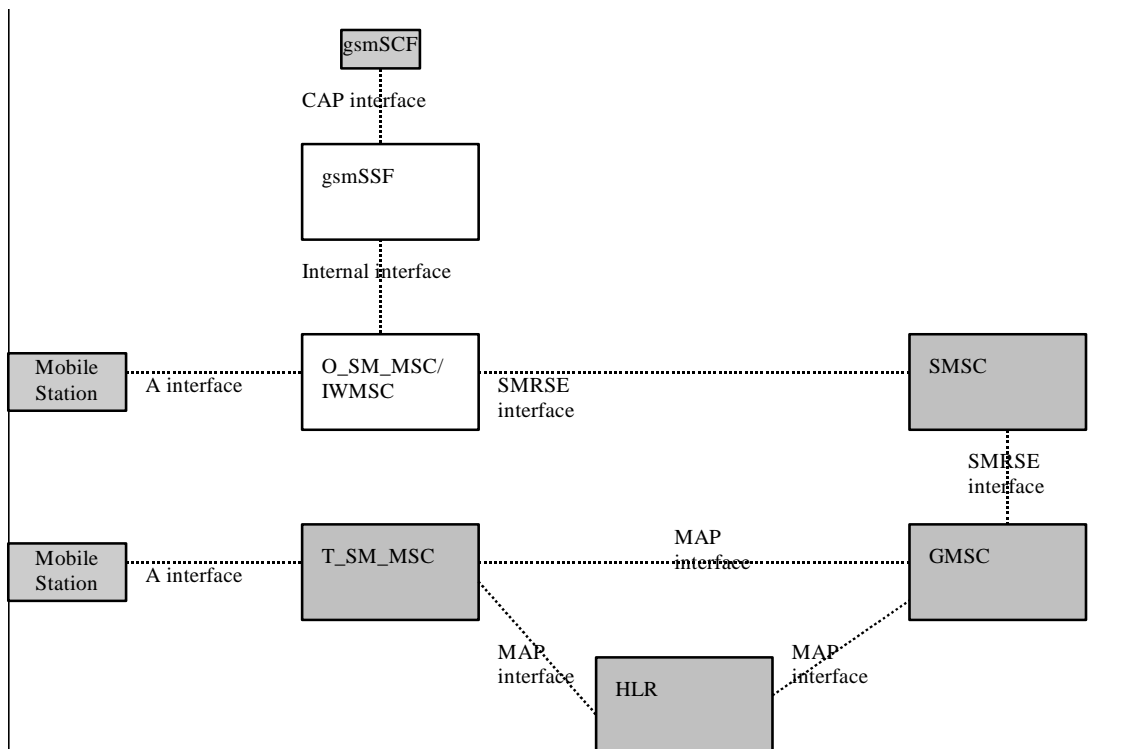 gsmSCF
CAP interface
gsmSSF
Internal interface
Mobile
Station
A interface
O_SM_MSC/
IWMSC
SMRSE
interface
SMSC
SMRSE
interface
Mobile
Station
A interface
T_SM_MSC
MAP
interface
GMSC
MAP
interface
HLR
MAP
interface